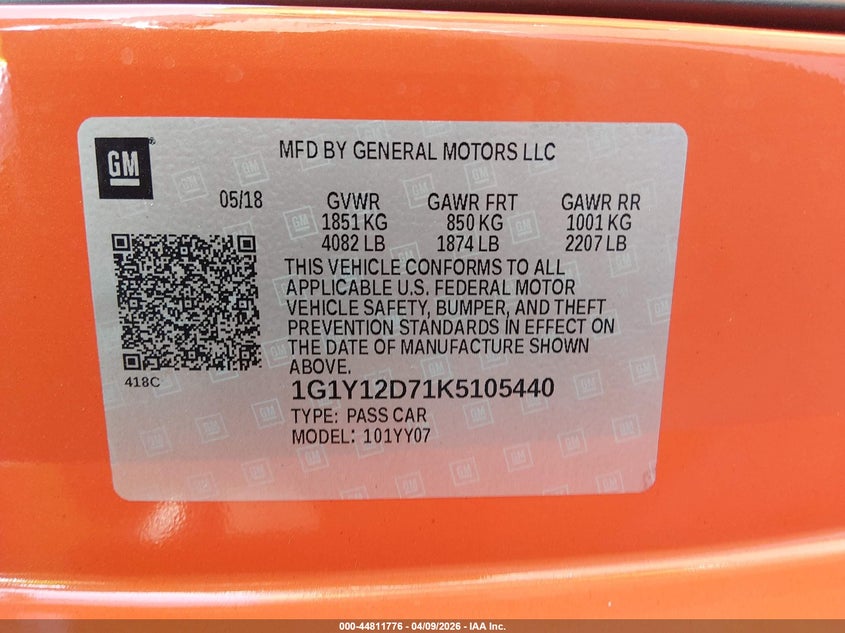 GM
MFD BY GENERAL MOTORS LLC
05/18 GVWR GAWR FRT GAWR RR
1851 KG 850 KG 1001 KG
4082 LB 1874 LB 2207 LB
THIS VEHICLE CONFORMS TO ALL
APPLICABLE U.S. FEDERAL MOTOR
VEHICLE SAFETY, BUMPER, AND THEFT
PREVENTION STANDARDS IN EFFECT ON
THE DATE OF MANUFACTURE SHOWN
ABOVE.
418C
1G1Y12D71K5105440
TYPE: PASS CAR
MODEL: 101YY07
000-44811776 | 04/09/2026 - IAA Inc.